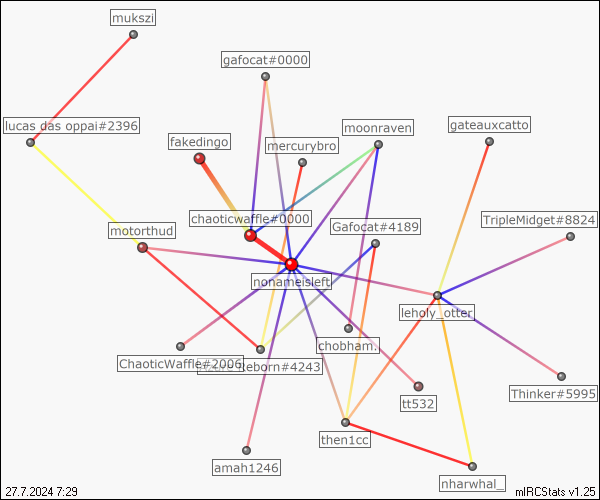 mukszi
gafocat#0000
lucas das oppai#2396
fakedingo
mercurybro
moonraven
gateauxcatto
chaoticwaffle#0000
Gafocat#4189
TripleMidget#8824
motorthud
nonameisleft
leholy_otter
chobham.
ChaoticWaffle#2006
Reborn#4243
Thinker#5995
tt532
then1cc
amah1246
nharwhal_
27.7.2024 7:29
mIRCStats v1.25